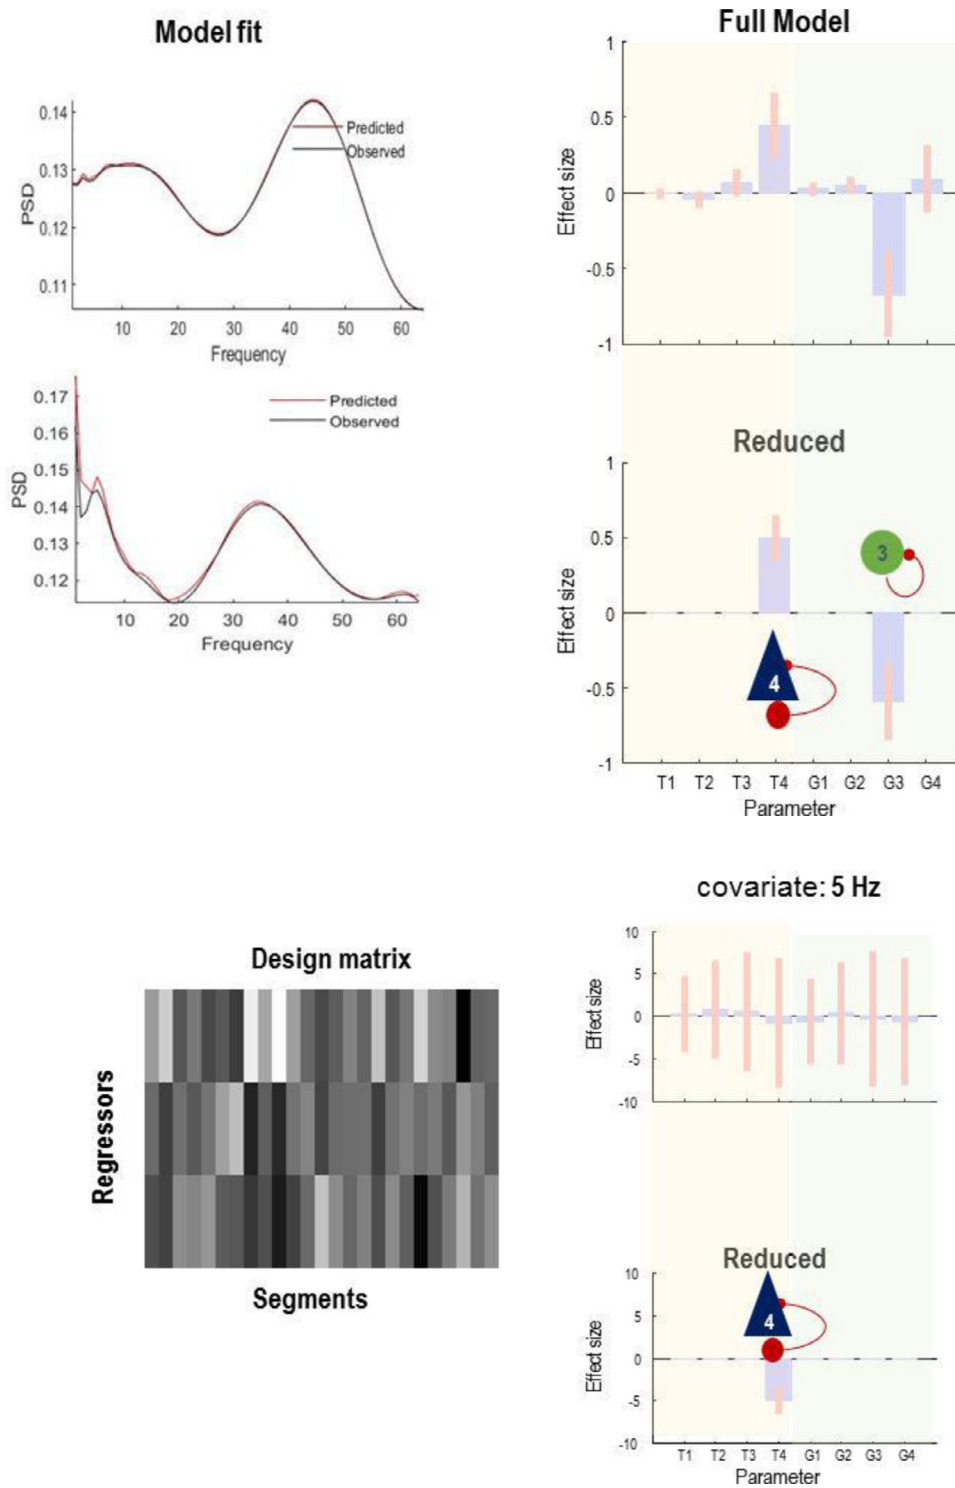 Model fit
0.14
0.13
0.12
0.11
PSD
Predicted
Observed
10 20 30 40 50 60
Frequency
0.17
0.16
0.15
0.14
0.13
0.12
PSD
Predicted
Observed
10 20 30 40 50 60
Frequency
Full Model
1
0.5
0
-0.5
-1
Effect size
Reduced
1
0.5
0
-0.5
-1
Effect size
3
4
T1 T2 T3 T4 G1 G2 G3 G4
Parameter
Design matrix
Regressors
Segments
covariate: 5 Hz
10
5
0
-5
-10
Effect size
Reduced
10
5
0
-5
-10
Effect size
4
T1 T2 T3 T4 G1 G2 G3 G4
Parameter